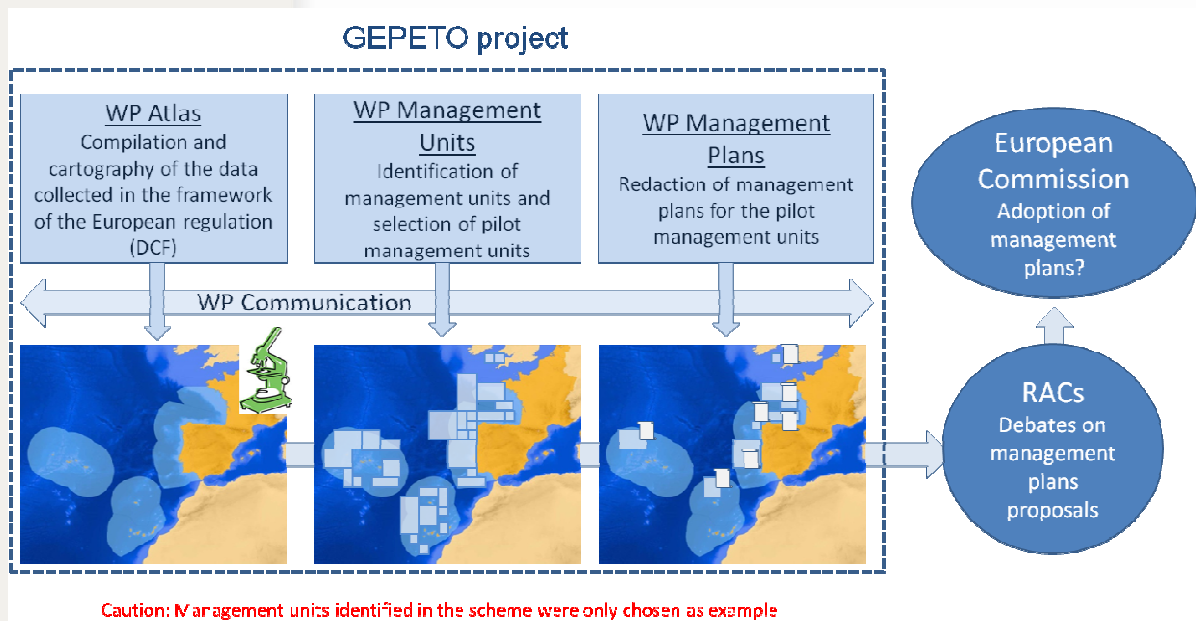 GEPETO project
WP Atlas
Compilation and
cartography of the data
collected in the framework
of the European regulation
(DCF)
WP Management
Units
Identification of
management units and
selection of pilot
management units
WP Management
Plans
Redaction of management
plans for the pilot
management units
WP Communication
European
Commission
Adoption of
management
plans?
RACs
Debates on
management
plans
proposals
Caution: Management units identified in the scheme were only chosen as example